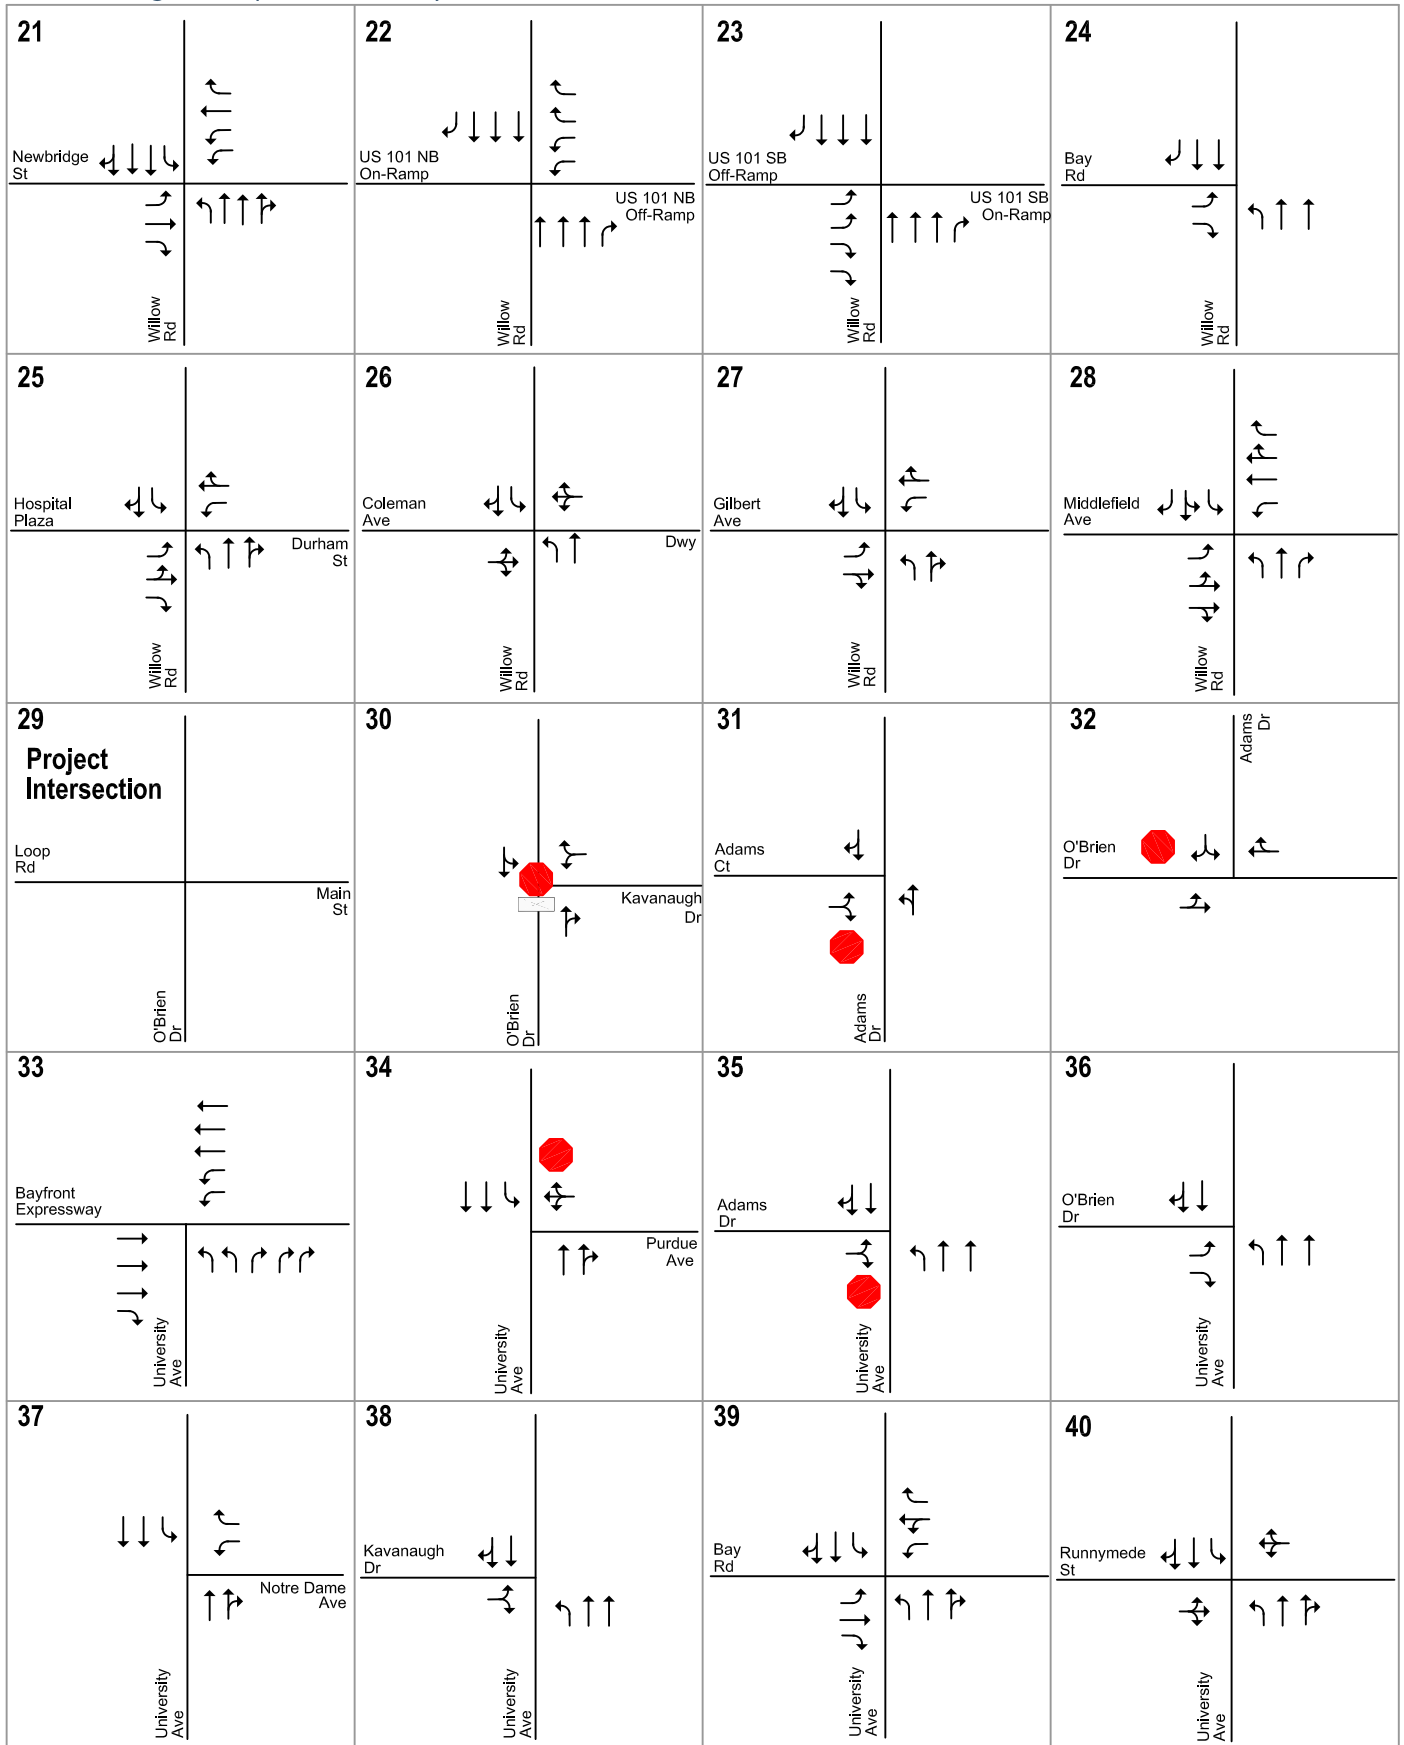 21
Newbridge
St
Willow
Rd
22
US 101 NB
On-Ramp
US 101 NB
Off-Ramp
Willow
Rd
23
US 101 SB
Off-Ramp
US 101 SB
On-Ramp
Willow
Rd
24
Bay
Rd
Willow
Rd
25
Hospital
Plaza
Durham
St
Willow
Rd
26
Coleman
Ave
Dwy
Willow
Rd
27
Gilbert
Ave
Willow
Rd
28
Middlefield
Ave
Willow
Rd
29
Project
Intersection
Loop
Rd
Main
St
O'Brien
Dr
30
Kavanaugh
Dr
O'Brien
Dr
31
Adams
Ct
Adams
Dr
32
Adams
Dr
O'Brien
Dr
33
Bayfront
Expressway
University
Ave
34
Purdue
Ave
University
Ave
35
Adams
Dr
University
Ave
36
O'Brien
Dr
University
Ave
37
Notre Dame
Ave
University
Ave
38
Kavanaugh
Dr
University
Ave
39
Bay
Rd
University
Ave
40
Runnymede
St
University
Ave